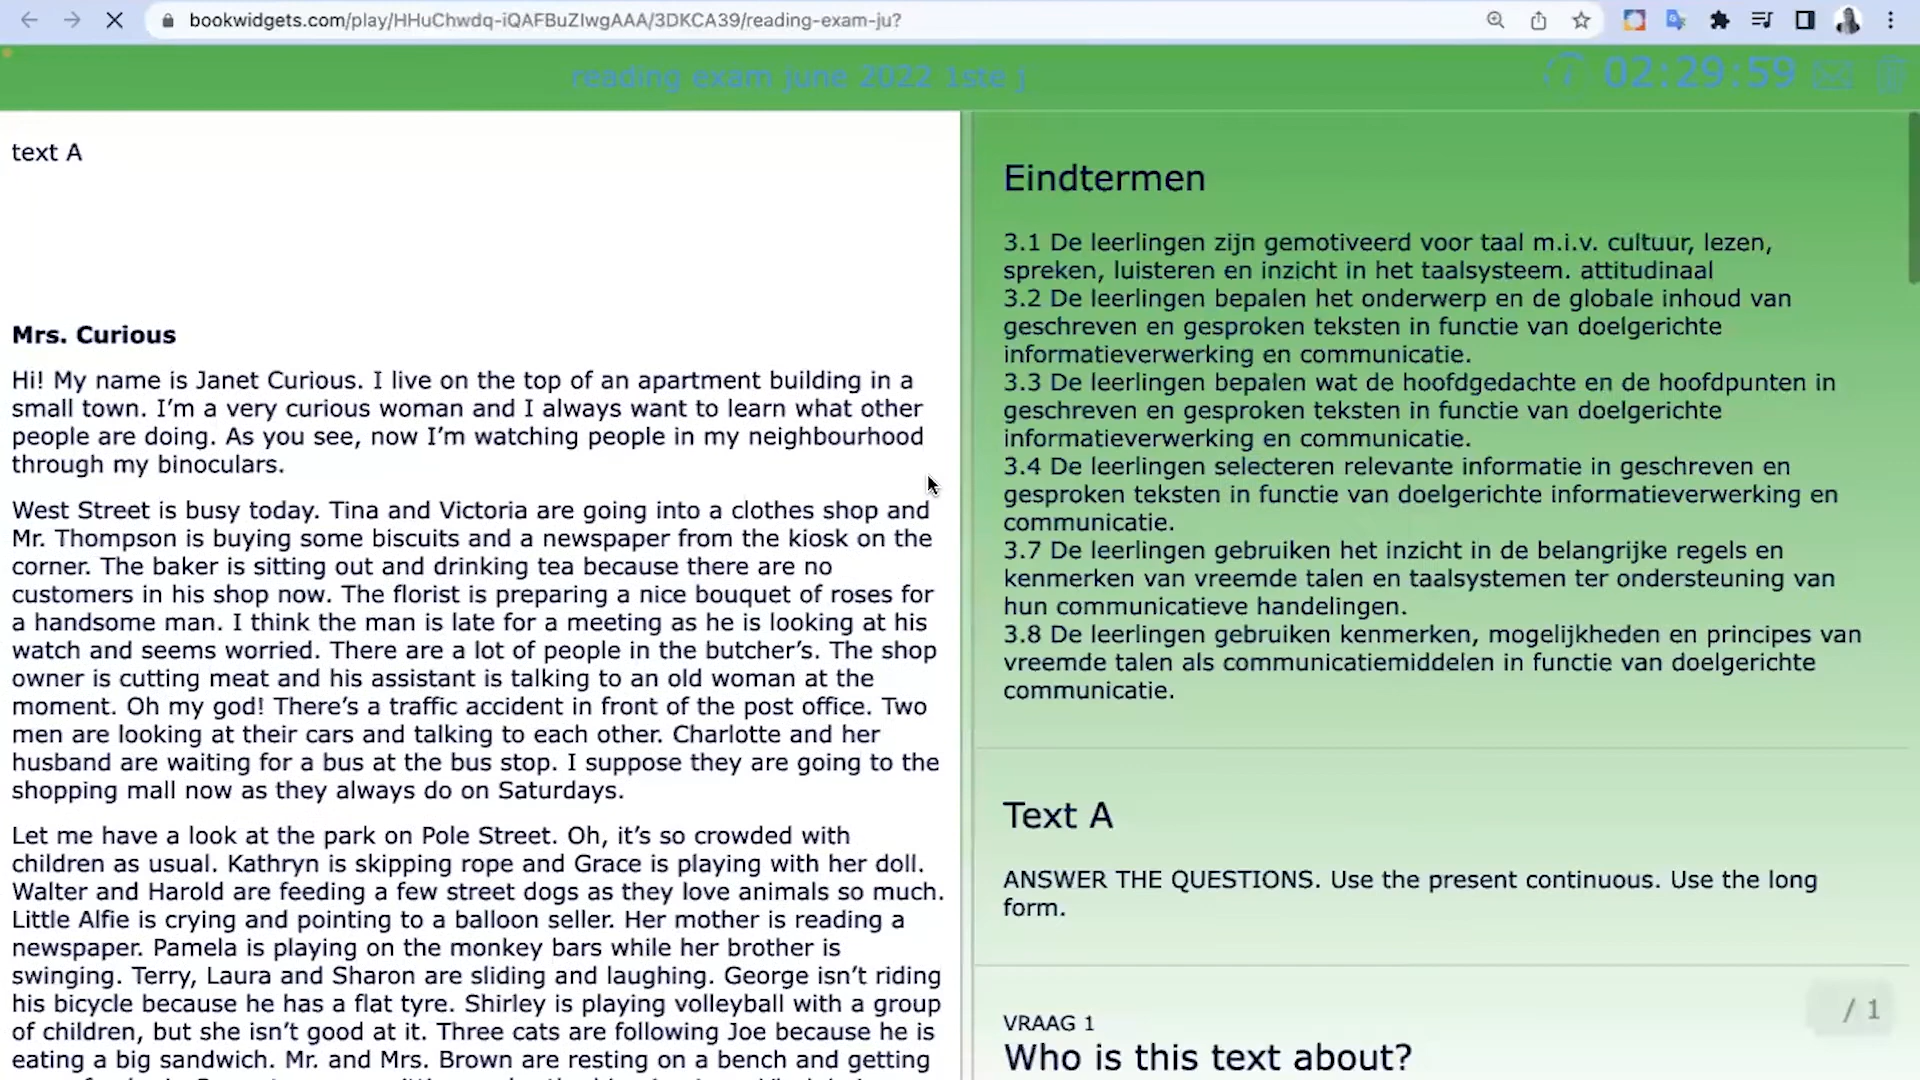 bookwidgets.com/play/HHuChwdq-iQAFBuZIwgAAA/3DKCA39/reading-exam-ju?
reading exam june 2022 1ste j
02:29:59
text A
Mrs. Curious
Hi! My name is Janet Curious. I live on the top of an apartment building in a
small town. I’m a very curious woman and I always want to learn what other
people are doing. As you see, now I’m watching people in my neighbourhood
through my binoculars.
West Street is busy today. Tina and Victoria are going into a clothes shop and
Mr. Thompson is buying some biscuits and a newspaper from the kiosk on the
corner. The baker is sitting out and drinking tea because there are no
customers in his shop now. The florist is preparing a nice bouquet of roses for
a handsome man. I think the man is late for a meeting as he is looking at his
watch and seems worried. There are a lot of people in the butcher’s. The shop
owner is cutting meat and his assistant is talking to an old woman at the
moment. Oh my god! There’s a traffic accident in front of the post office. Two
men are looking at their cars and talking to each other. Charlotte and her
husband are waiting for a bus at the bus stop. I suppose they are going to the
shopping mall now as they always do on Saturdays.
Let me have a look at the park on Pole Street. Oh, it’s so crowded with
children as usual. Kathryn is skipping rope and Grace is playing with her doll.
Walter and Harold are feeding a few street dogs as they love animals so much.
Little Alfie is crying and pointing to a balloon seller. Her mother is reading a
newspaper. Pamela is playing on the monkey bars while her brother is
swinging. Terry, Laura and Sharon are sliding and laughing. George isn’t riding
his bicycle because he has a flat tyre. Shirley is playing volleyball with a group
of children, but she isn’t good at it. Three cats are following Joe because he is
eating a big sandwich. Mr. and Mrs. Brown are resting on a bench and getting
Eindtermen
3.1 De leerlingen zijn gemotiveerd voor taal m.i.v. cultuur, lezen,
spreken, luisteren en inzicht in het taalsysteem. attitudinaal
3.2 De leerlingen bepalen het onderwerp en de globale inhoud van
geschreven en gesproken teksten in functie van doelgerichte
informatieverwerking en communicatie.
3.3 De leerlingen bepalen wat de hoofdgedachte en de hoofdpunten in
geschreven en gesproken teksten in functie van doelgerichte
informatieverwerking en communicatie.
3.4 De leerlingen selecteren relevante informatie in geschreven en
gesproken teksten in functie van doelgerichte informatieverwerking en
communicatie.
3.7 De leerlingen gebruiken het inzicht in de belangrijke regels en
kenmerken van vreemde talen en taalsystemen ter ondersteuning van
hun communicatieve handelingen.
3.8 De leerlingen gebruiken kenmerken, mogelijkheden en principes van
vreemde talen als communicatiemiddelen in functie van doelgerichte
communicatie.
Text A
ANSWER THE QUESTIONS. Use the present continuous. Use the long
form.
/ 1
VRAAG 1
Who is this text about?